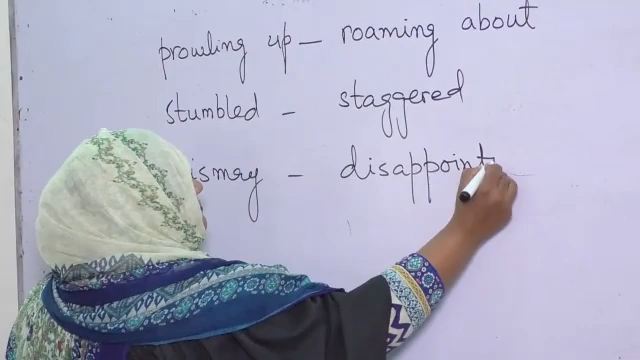 prowling up – roaming about
stumbled – staggered
ismay – disappoint